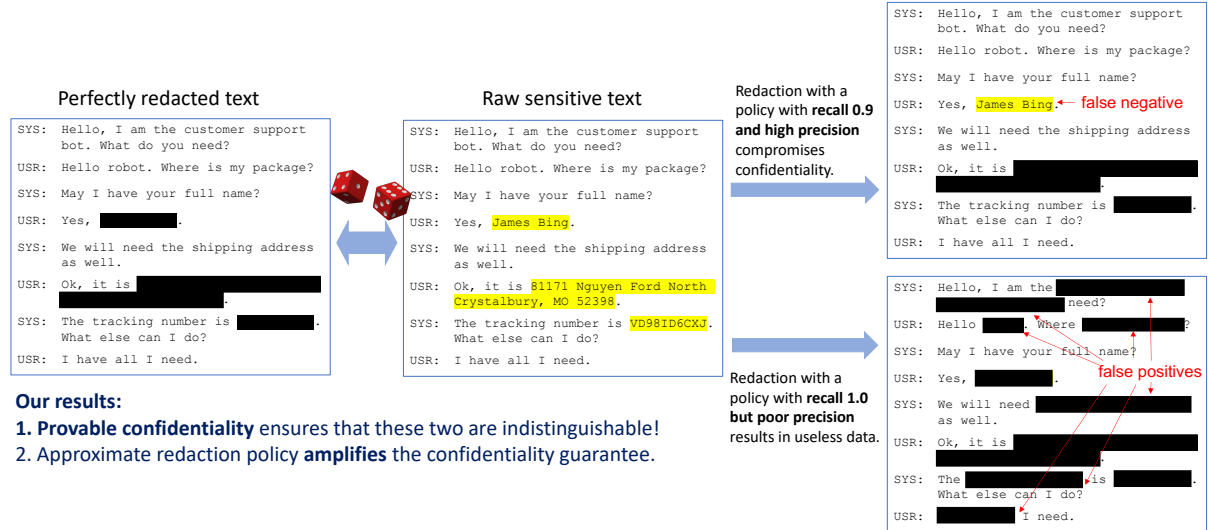 Perfectly redacted text
SYS: Hello, I am the customer support
bot. What do you need?
USR: Hello robot. Where is my package?
SYS: May I have your full name?
USR: Yes, .
SYS: We will need the shipping address
as well.
USR: Ok, it is
.
SYS: The tracking number is .
What else can I do?
USR: I have all I need.
Raw sensitive text
SYS: Hello, I am the customer support
bot. What do you need?
USR: Hello robot. Where is my package?
SYS: May I have your full name?
USR: Yes, James Bing.
SYS: We will need the shipping address
as well.
USR: Ok, it is 81171 Nguyen Ford North
Crystalbury, MO 52398.
SYS: The tracking number is VD98ID6CXJ.
What else can I do?
USR: I have all I need.
Redaction with a
policy with recall 0.9
and high precision
compromises
confidentiality.
SYS: Hello, I am the customer support
bot. What do you need?
USR: Hello robot. Where is my package?
SYS: May I have your full name?
USR: Yes, James Bing. false negative
SYS: We will need the shipping address
as well.
USR: Ok, it is
.
SYS: The tracking number is .
What else can I do?
USR: I have all I need.
Redaction with a
policy with recall 1.0
but poor precision
results in useless data.
SYS: Hello, I am the
need?
USR: Hello . Where ?
SYS: May I have your full name?
false positives
USR: Yes, .
SYS: We will need
as well.
USR: Ok, it is
.
SYS: The is .
What else can I do?
USR: I need.
Our results:
1. Provable confidentiality ensures that these two are indistinguishable!
2. Approximate redaction policy amplifies the confidentiality guarantee.